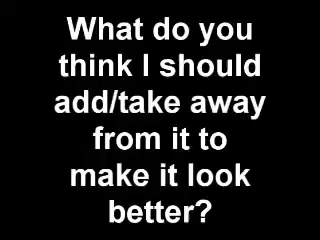 What do you
think I should
add/take away
from it to
make it look
better?